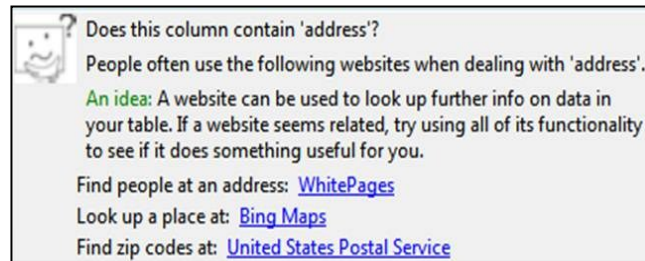 ?
Does this column contain 'address'?
People often use the following websites when dealing with 'address'.
An idea: A website can be used to look up further info on data in
your table. If a website seems related, try using all of its functionality
to see if it does something useful for you.
Find people at an address: WhitePages
Look up a place at: Bing Maps
Find zip codes at: United States Postal Service